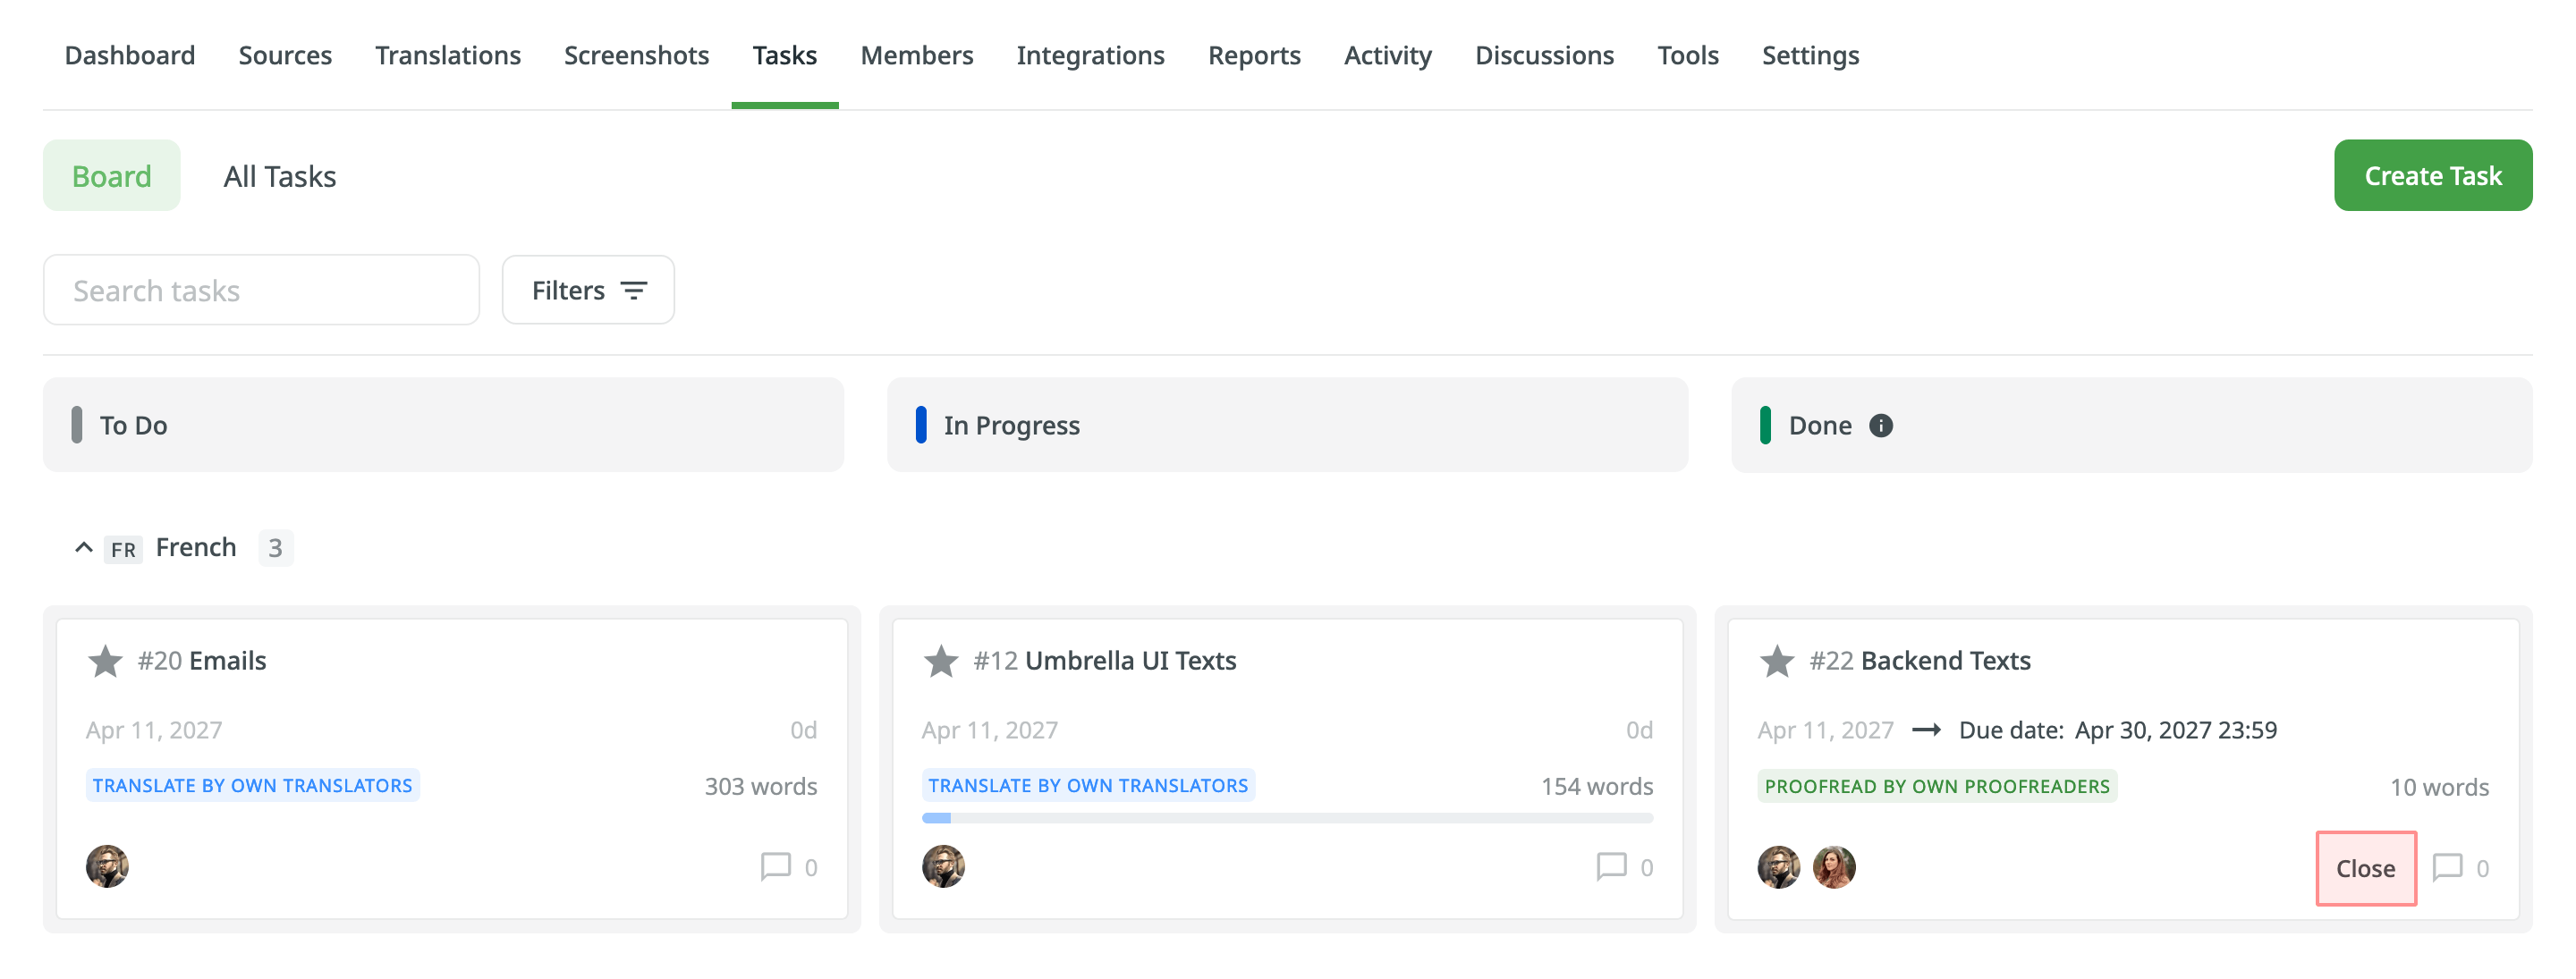 Dashboard Sources Translations Screenshots Tasks Members Integrations Reports Activity Discussions Tools Settings
Board All Tasks Create Task
Search tasks Filters
To Do In Progress Done
FR French 3
#20 Emails
Apr 11, 2027 0d
TRANSLATE BY OWN TRANSLATORS 303 words
0
#12 Umbrella UI Texts
Apr 11, 2027 0d
TRANSLATE BY OWN TRANSLATORS 154 words
0
#22 Backend Texts
Apr 11, 2027 → Due date: Apr 30, 2027 23:59
PROOFREAD BY OWN PROOFREADERS 10 words
Close 0